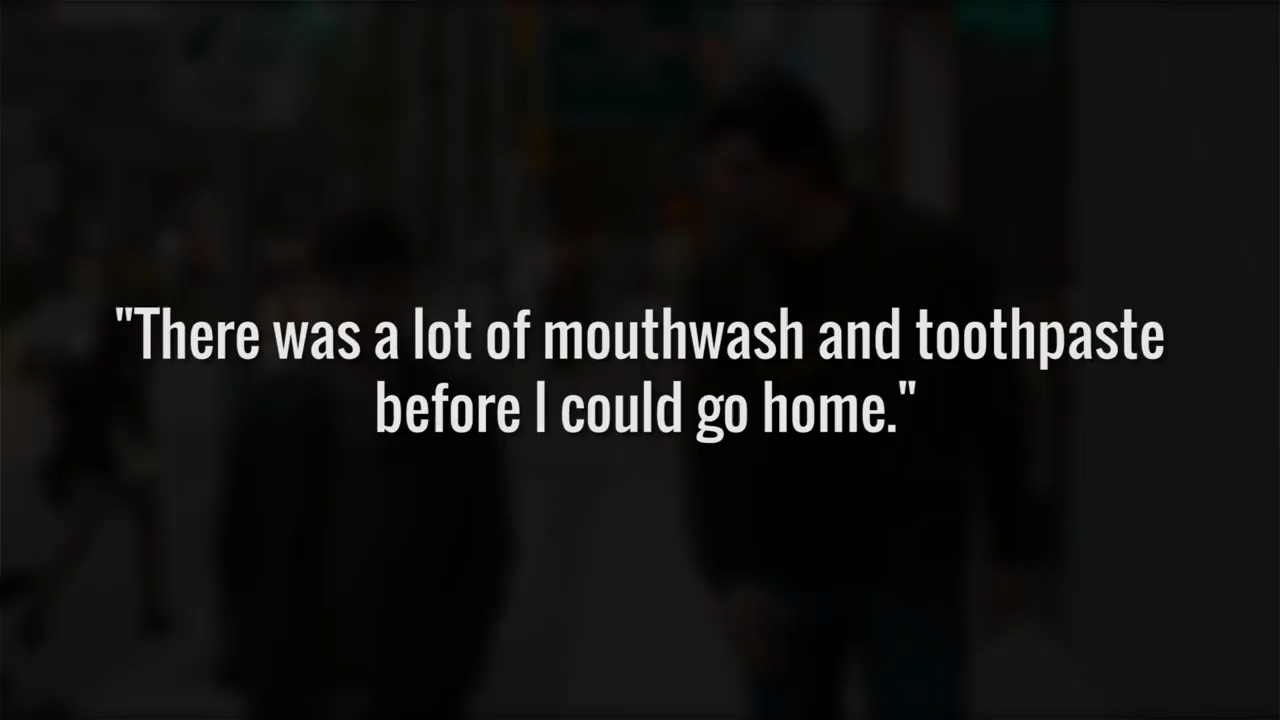 "There was a lot of mouthwash and toothpaste
before I could go home."